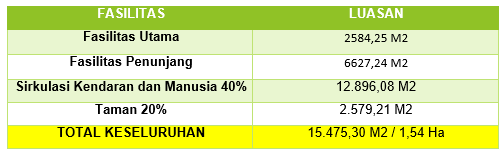 FASILITAS LUASAN
Fasilitas Utama 2584,25 M2
Fasilitas Penunjang 6627,24 M2
Sirkulasi Kendaran dan Manusia 40% 12.896,08 M2
Taman 20% 2.579,21 M2
TOTAL KESELURUHAN 15.475,30 M2 / 1,54 Ha